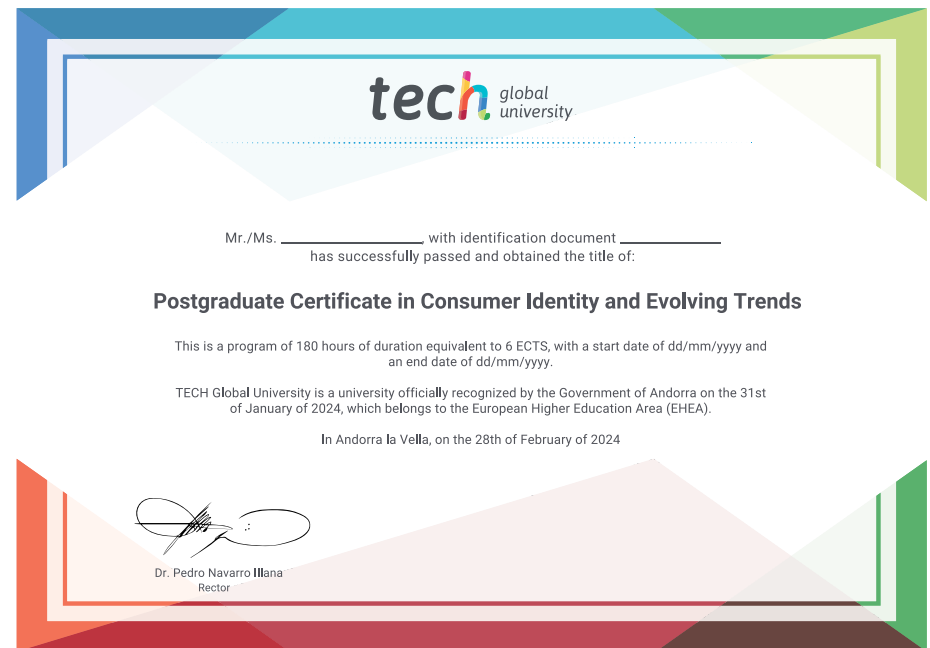 tech global
university
Mr./Ms. ____________________, with identification document ______________
has successfully passed and obtained the title of:
Postgraduate Certificate in Consumer Identity and Evolving Trends
This is a program of 180 hours of duration equivalent to 6 ECTS, with a start date of dd/mm/yyyy and
an end date of dd/mm/yyyy.
TECH Global University is a university officially recognized by the Government of Andorra on the 31st
of January of 2024, which belongs to the European Higher Education Area (EHEA).
In Andorra la Vella, on the 28th of February of 2024
Dr. Pedro Navarro Illana
Rector